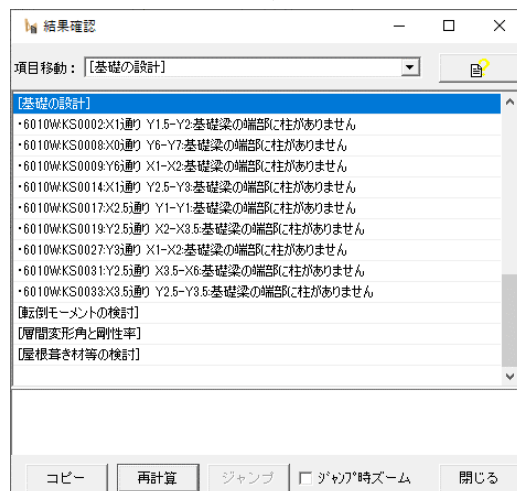 結果確認
項目移動： [基礎の設計]
[基礎の設計]
・6010W:KS0002:X1通り Y1.5-Y2:基礎梁の端部に柱がありません
・6010W:KS0008:X0通り Y6-Y7:基礎梁の端部に柱がありません
・6010W:KS0009:Y6通り X1-X2:基礎梁の端部に柱がありません
・6010W:KS0014:X1通り Y2.5-Y3:基礎梁の端部に柱がありません
・6010W:KS0017:X2.5通り Y1-Y1:基礎梁の端部に柱がありません
・6010W:KS0019:Y2.5通り X2-X3.5:基礎梁の端部に柱がありません
・6010W:KS0027:Y3通り X1-X2:基礎梁の端部に柱がありません
・6010W:KS0031:Y2.5通り X3.5-X6:基礎梁の端部に柱がありません
・6010W:KS0033:X3.5通り Y2.5-Y3.5:基礎梁の端部に柱がありません
[転倒モーメントの検討]
[層間変形角と剛性率]
[屋根葺き材等の検討]
コピー 再計算 ジャンプ ｼﾞｬﾝﾌﾟ時ズーム 閉じる